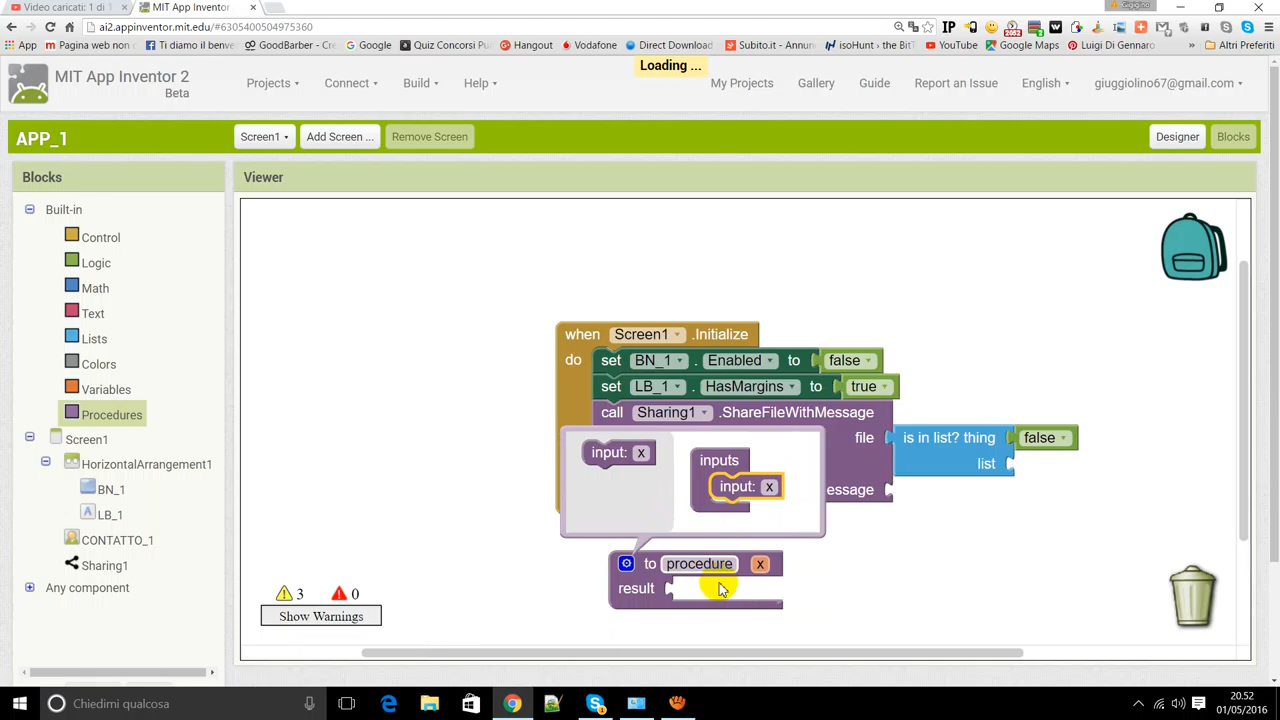 Video caricati: 1 di 1
MIT App Inventor
Gigigino
ai2.appinventor.mit.edu/#6305400504975360
IP
2052
App
Pagina web non
Ti diamo il benve
GoodBarber - Cre
Google
Quiz Concorsi Pu
Hangout
Vodafone
Direct Download
Subito.it - Annun
isoHunt › the BitT
YouTube
Google Maps
Luigi Di Gennaro
»
Altri Preferiti
MIT App Inventor 2
Beta
Projects
Connect
Build
Help
Loading ...
My Projects
Gallery
Guide
Report an Issue
English
giuggiolino67@gmail.com
APP_1
Screen1
Add Screen ...
Remove Screen
Designer
Blocks
Blocks
Viewer
Built-in
Control
Logic
Math
Text
Lists
Colors
Variables
Procedures
Screen1
HorizontalArrangement1
BN_1
LB_1
CONTATTO_1
Sharing1
Any component
when Screen1 .Initialize
do set BN_1 . Enabled to false
set LB_1 . HasMargins to true
call Sharing1 .ShareFileWithMessage
file is in list? thing false
list
essage
input: x
inputs
input: x
to procedure x
result
3 0
Show Warnings
Chiedimi qualcosa
20.52
01/05/2016